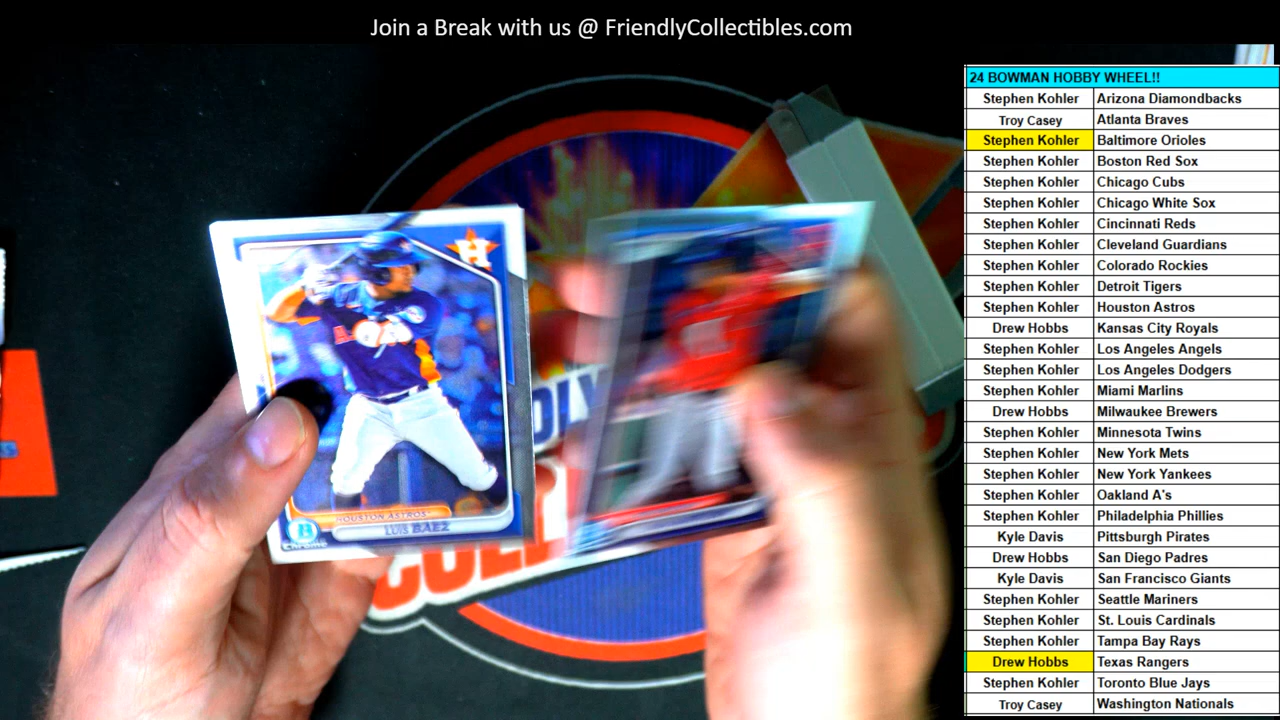 Join a Break with us @ FriendlyCollectibles.com
24 BOWMAN HOBBY WHEEL!!
Stephen Kohler Arizona Diamondbacks
Troy Casey Atlanta Braves
Stephen Kohler Baltimore Orioles
Stephen Kohler Boston Red Sox
Stephen Kohler Chicago Cubs
Stephen Kohler Chicago White Sox
Stephen Kohler Cincinnati Reds
Stephen Kohler Cleveland Guardians
Stephen Kohler Colorado Rockies
Stephen Kohler Detroit Tigers
Stephen Kohler Houston Astros
Drew Hobbs Kansas City Royals
Stephen Kohler Los Angeles Angels
Stephen Kohler Los Angeles Dodgers
Stephen Kohler Miami Marlins
Drew Hobbs Milwaukee Brewers
Stephen Kohler Minnesota Twins
Stephen Kohler New York Mets
Stephen Kohler New York Yankees
Stephen Kohler Oakland A's
Stephen Kohler Philadelphia Phillies
Kyle Davis Pittsburgh Pirates
Drew Hobbs San Diego Padres
Kyle Davis San Francisco Giants
Stephen Kohler Seattle Mariners
Stephen Kohler St. Louis Cardinals
Stephen Kohler Tampa Bay Rays
Drew Hobbs Texas Rangers
Stephen Kohler Toronto Blue Jays
Troy Casey Washington Nationals
H
HOUSTON ASTROS
LUIS BAEZ
B
Chrome